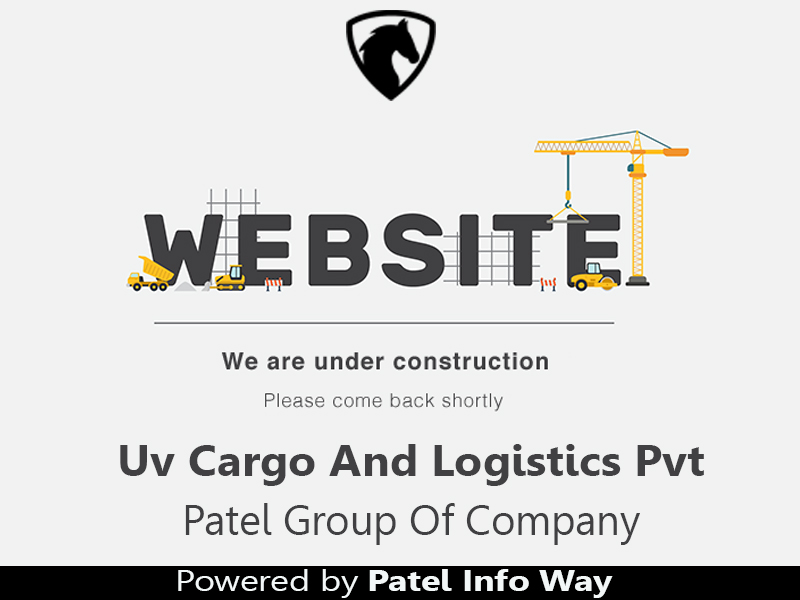 WEBSITE
We are under construction
Please come back shortly
Uv Cargo And Logistics Pvt
Patel Group Of Company
Powered by Patel Info Way